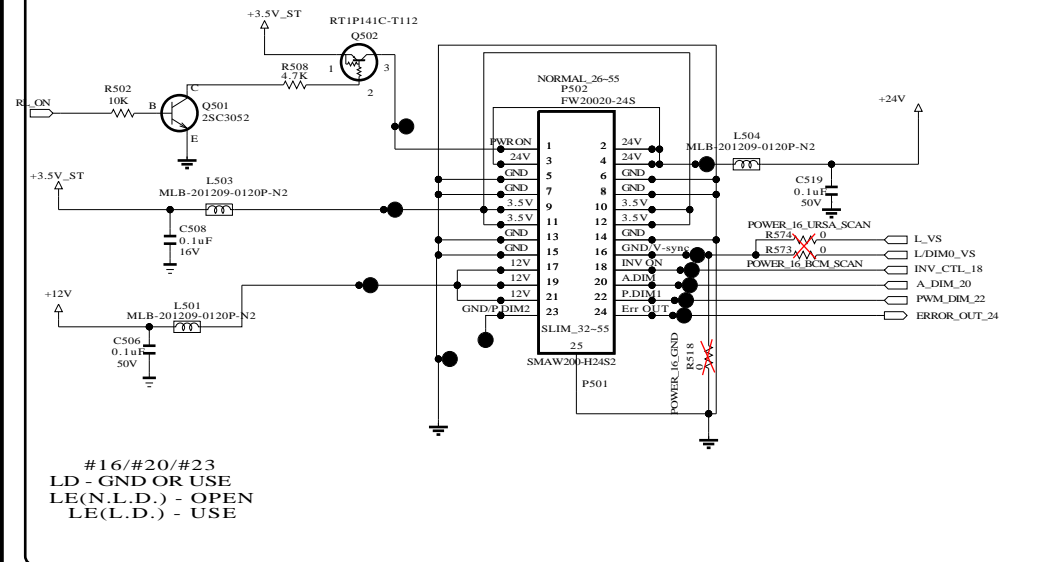 +3.5V_ST
RT1P141C-T112
Q502
1
3
2
R508
4.7K
R502
10K
B
C
E
Q501
2SC3052
NORMAL_26~55
P502
FW20020-24S
+24V
L504
MLB-201209-0120P-N2
C519
0.1uF
50V
+3.5V_ST
L503
MLB-201209-0120P-N2
C508
0.1uF
16V
+12V
L501
MLB-201209-0120P-N2
C506
0.1uF
50V
PWRON 1 2 24V
24V 3 4 24V
GND 5 6 GND
GND 7 8 GND
3.5V 9 10 3.5V
3.5V 11 12 3.5V
GND 13 14 GND
GND 15 16 GND/V-sync
12V 17 18 INV ON
12V 19 20 A.DIM
12V 21 22 P.DIM1
GND/P.DIM2 23 24 Err OUT
SLIM_32~55
25
SMAW200-H24S2
P501
POWER_16_URSA_SCAN
R574 0
R573 0
POWER_16_BCM_SCAN
L_VS
L/DIM0_VS
INV_CTL_18
A_DIM_20
PWM_DIM_22
ERROR_OUT_24
POWER_16_GND
R518
0
#16/#20/#23
LD - GND OR USE
LE(N.L.D.) - OPEN
LE(L.D.) - USE